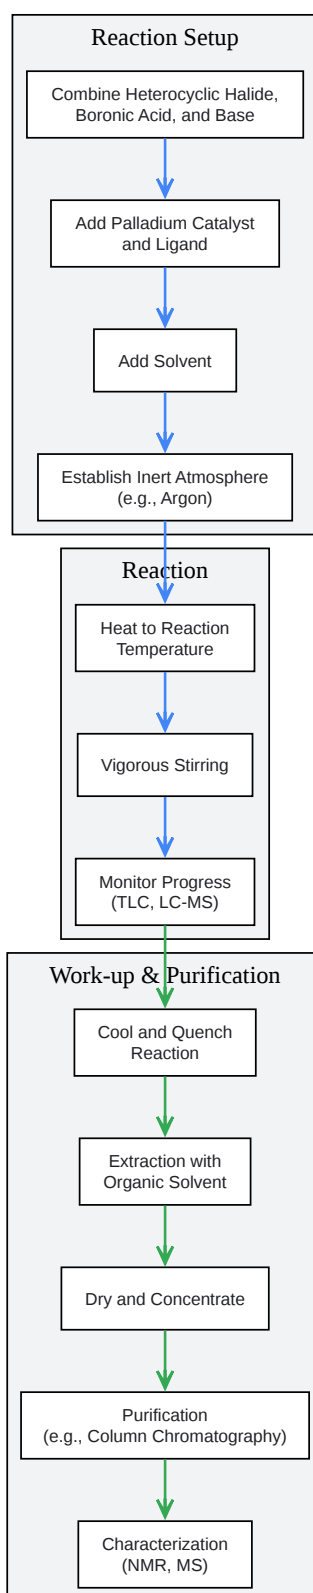 Reaction Setup
Combine Heterocyclic Halide,
Boronic Acid, and Base
Add Palladium Catalyst
and Ligand
Add Solvent
Establish Inert Atmosphere
(e.g., Argon)
Reaction
Heat to Reaction
Temperature
Vigorous Stirring
Monitor Progress
(TLC, LC-MS)
Work-up & Purification
Cool and Quench
Reaction
Extraction with
Organic Solvent
Dry and Concentrate
Purification
(e.g., Column Chromatography)
Characterization
(NMR, MS)